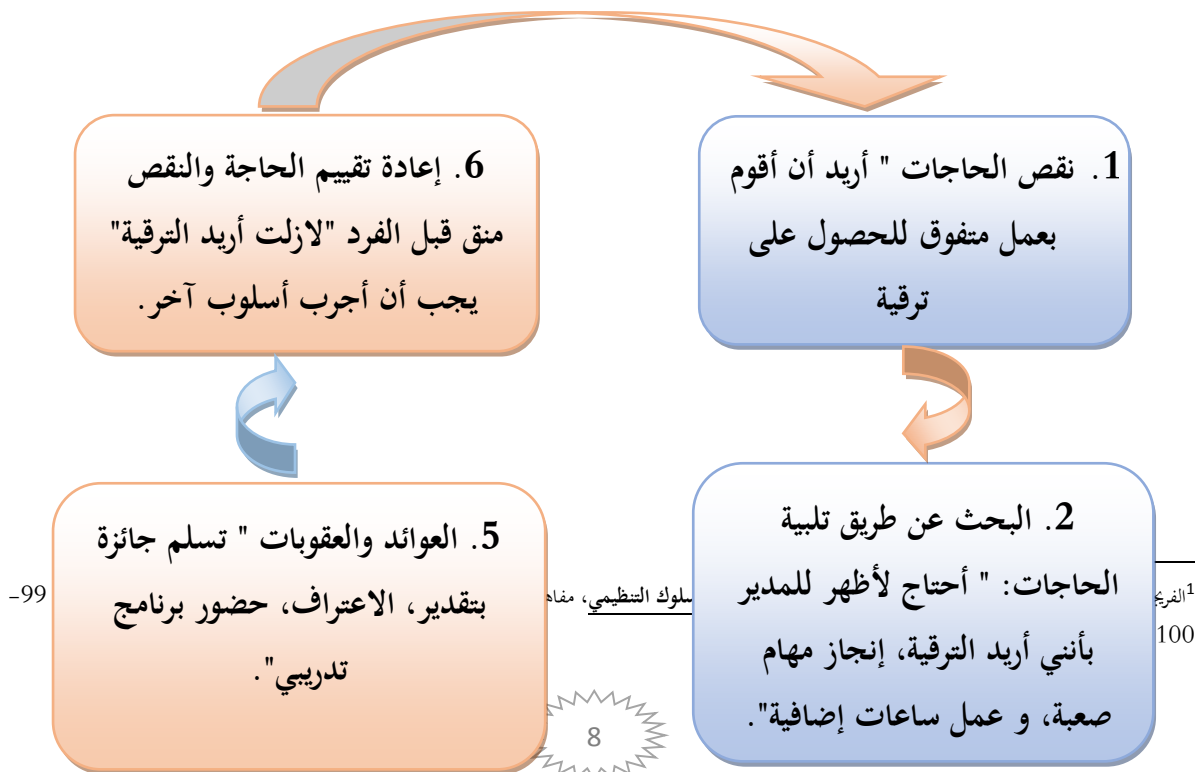 1. نقص الحاجات " أريد أن أقوم
بعمل متفوق للحصول على
ترقية
2. البحث عن طريق تلبية
الحاجات: " أحتاج لأظهر للمدير
بأنني أريد الترقية، إنجاز مهام
صعبة، و عمل ساعات إضافية".
6. إعادة تقييم الحاجة والنقص
منق قبل الفرد "لازلت أريد الترقية"
يجب أن أجرب أسلوب آخر.
5. العوائد والعقوبات " تسلم جائزة
بتقدير، الاعتراف، حضور برنامج
تدريبي".
1 التنظيمي، 99-
100
8